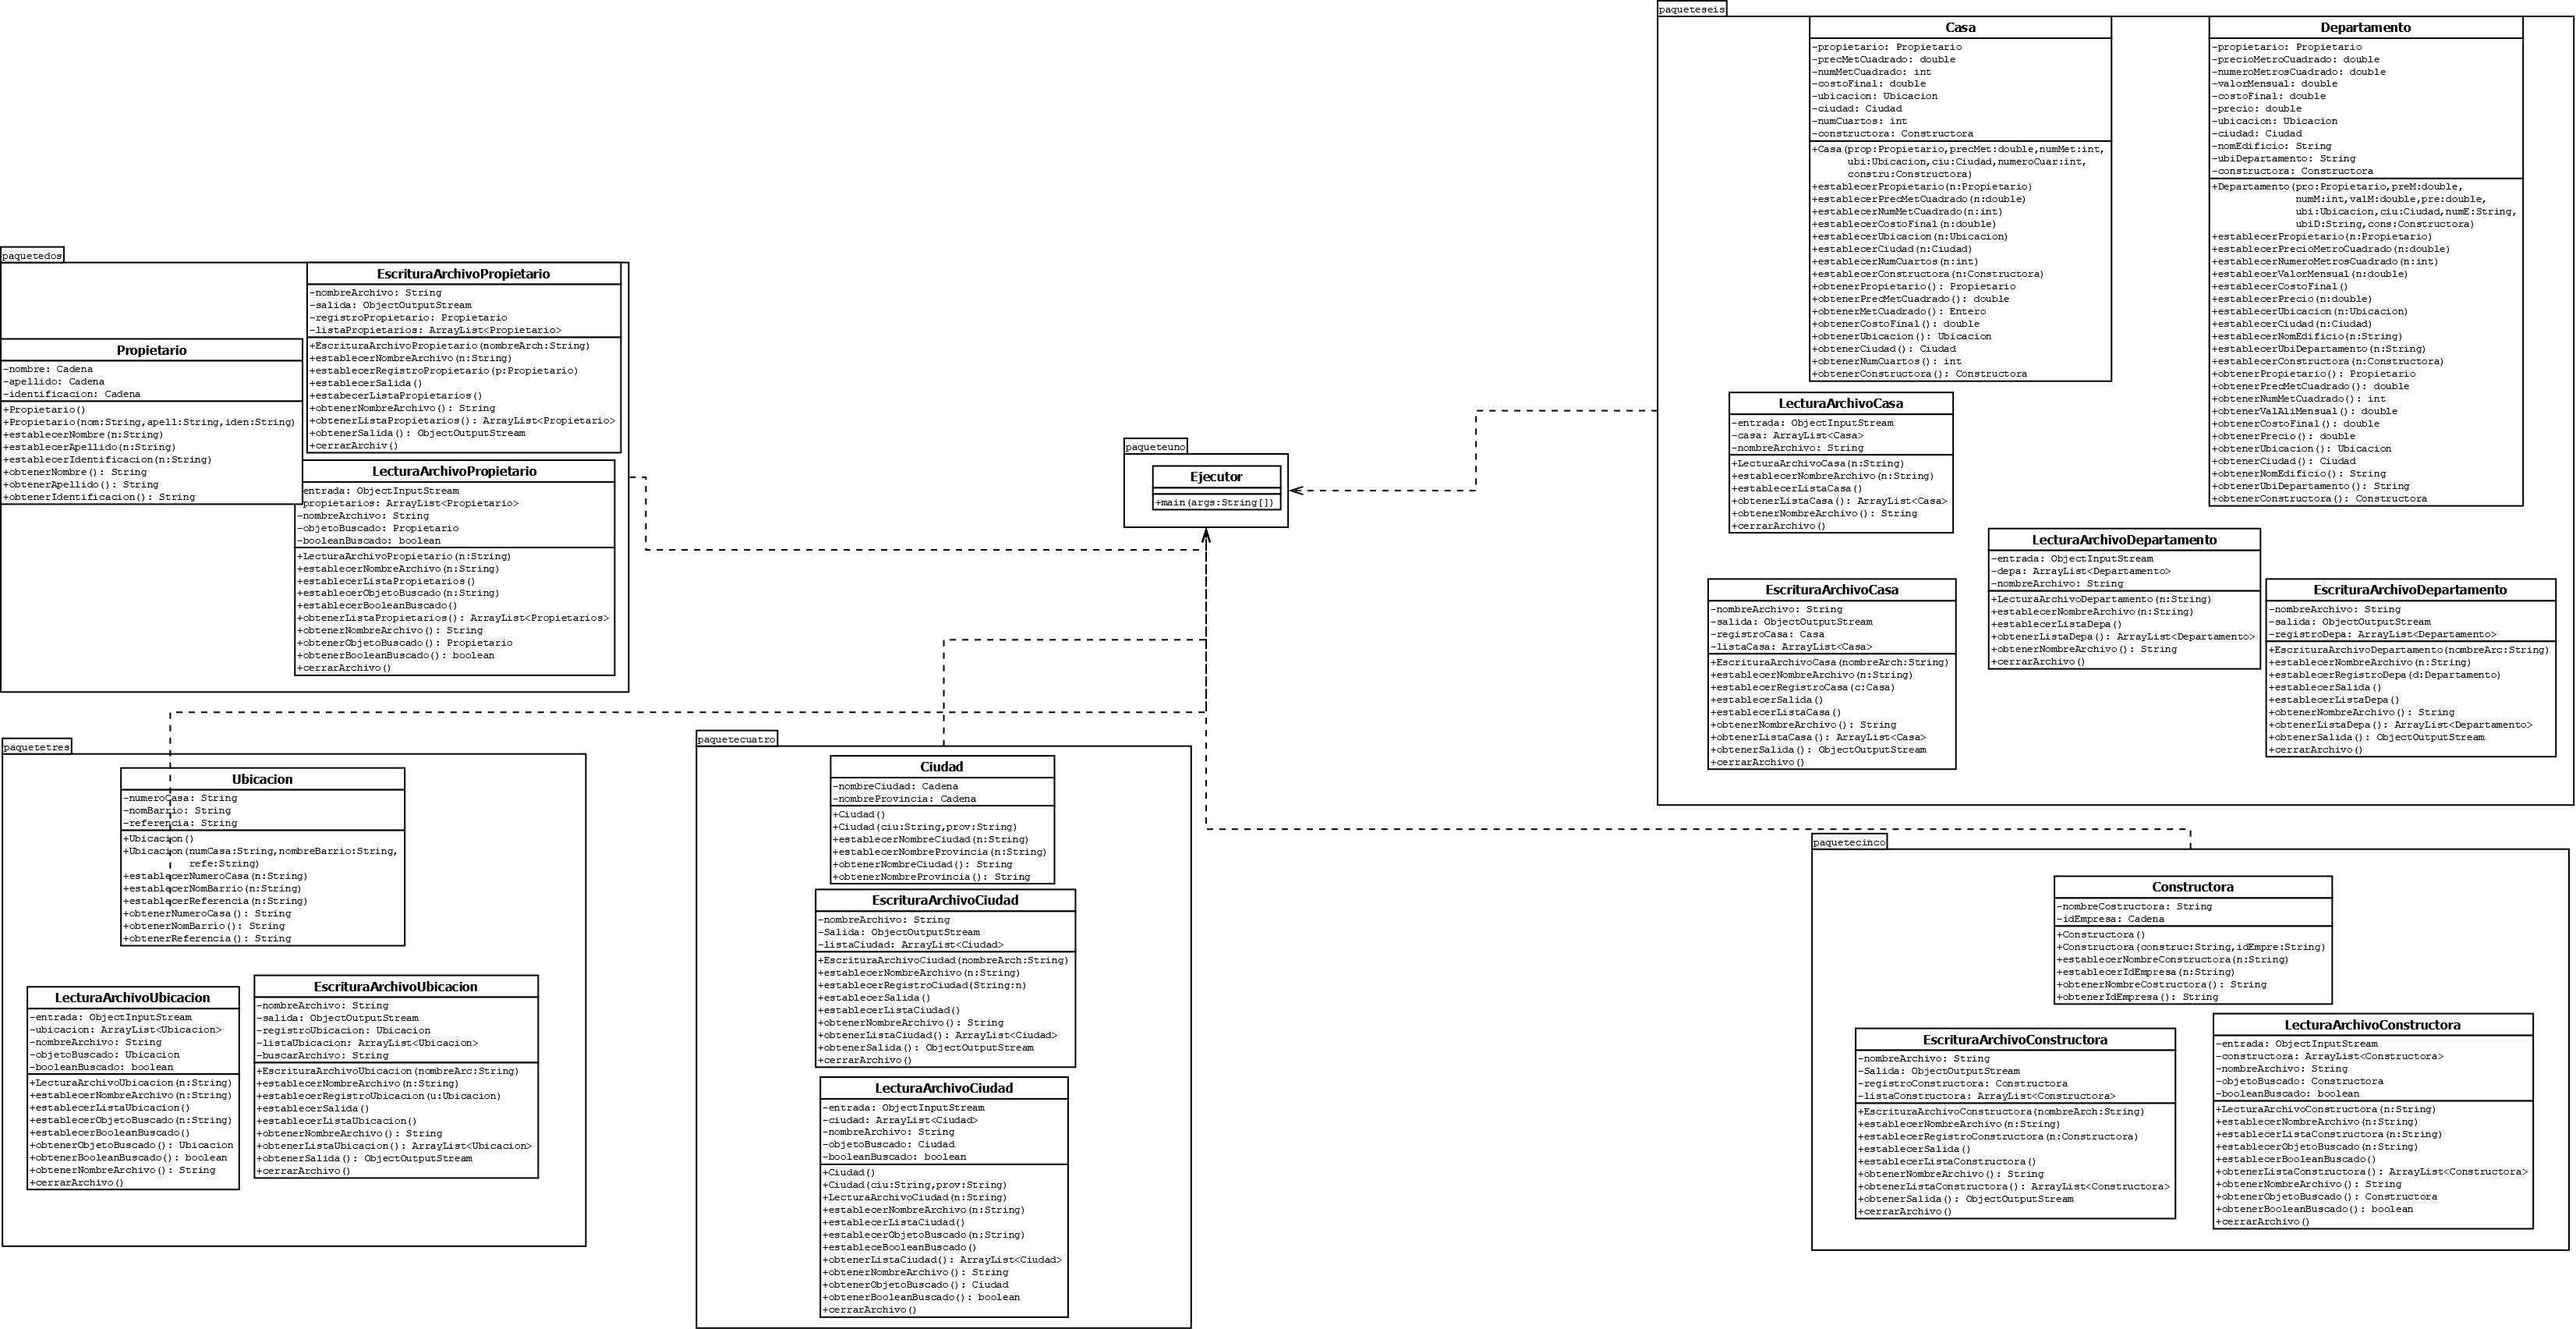 paqueteseis
Casa
-propietario: Propietario
-precMetCuadrado: double
-numMetCuadrado: int
-costoFinal: double
-ubicacion: Ubicacion
-ciudad: Ciudad
-numCuartos: int
-constructora: Constructora
+Casa(prop:Propietario,precMet:double,numMet:int,
ubi:Ubicacion,ciu:Ciudad,numeroCuar:int,
constru:Constructora)
+establecerPropietario(n:Propietario)
+establecerPrecMetCuadrado(n:double)
+establecerNumMetCuadrado(n:int)
+establecerCostoFinal(n:double)
+establecerUbicacion(n:Ubicacion)
+establecerCiudad(n:Ciudad)
+establecerNumCuartos(n:int)
+establecerConstructora(n:Constructora)
+obtenerPropietario(): Propietario
+obtenerPrecMetCuadrado(): double
+obtenerMetCuadrado(): Entero
+obtenerCostoFinal(): double
+obtenerUbicacion(): Ubicacion
+obtenerCiudad(): Ciudad
+obtenerNumCuartos(): int
+obtenerConstructora(): Constructora
Departamento
-propietario: Propietario
-precioMetroCuadrado: double
-numeroMetrosCuadrado: double
-valorMensual: double
-costoFinal: double
-precio: double
-ubicacion: Ubicacion
-ciudad: Ciudad
-nomEdificio: String
-ubiDepartamento: String
-constructora: Constructora
+Departamento(pro:Propietario,preM:double,
numM:int,valM:double,pre:double,
ubi:Ubicacion,ciu:Ciudad,numE:String,
ubiD:String,cons:Constructora)
+establecerPropietario(n:Propietario)
+establecerPrecioMetroCuadrado(n:double)
+establecerNumeroMetrosCuadrado(n:int)
+establecerValorMensual(n:double)
+establecerCostoFinal()
+establecerPrecio(n:double)
+establecerUbicacion(n:Ubicacion)
+establecerCiudad(n:Ciudad)
+establecerNomEdificio(n:String)
+establecerUbiDepartamento(n:String)
+establecerConstructora(n:Constructora)
+obtenerPropietario(): Propietario
+obtenerPrecMetCuadrado(): double
+obtenerNumMetCuadrado(): int
+obtenerValAliMensual(): double
+obtenerCostoFinal(): double
+obtenerPrecio(): double
+obtenerUbicacion(): Ubicacion
+obtenerCiudad(): Ciudad
+obtenerNomEdificio(): String
+obtenerUbiDepartamento(): String
+obtenerConstructora(): Constructora
LecturaArchivoCasa
-entrada: ObjectInputStream
-casa: ArrayList<Casa>
-nombreArchivo: String
+LecturaArchivoCasa(n:String)
+establecerNombreArchivo(n:String)
+establecerListaCasa()
+obtenerListaCasa(): ArrayList<Casa>
+obtenerNombreArchivo(): String
+cerrarArchivo()
LecturaArchivoDepartamento
-entrada: ObjectInputStream
-depa: ArrayList<Departamento>
-nombreArchivo: String
+LecturaArchivoDepartamento(n:String)
+establecerNombreArchivo(n:String)
+establecerListaDepa()
+obtenerListaDepa(): ArrayList<Departamento>
+obtenerNombreArchivo(): String
+cerrarArchivo()
EscrituraArchivoCasa
-nombreArchivo: String
-salida: ObjectOutputStream
-registroCasa: Casa
-listaCasa: ArrayList<Casa>
+EscrituraArchivoCasa(nombreArch:String)
+establecerNombreArchivo(n:String)
+establecerRegistroCasa(c:Casa)
+establecerSalida()
+establecerListaCasa()
+obtenerNombreArchivo(): String
+obtenerListaCasa(): ArrayList<Casa>
+obtenerSalida(): ObjectOutputStream
+cerrarArchivo()
EscrituraArchivoDepartamento
-nombreArchivo: String
-salida: ObjectOutputStream
-registroDepa: ArrayList<Departamento>
+EscrituraArchivoDepartamento(nombreArc:String)
+establecerNombreArchivo(n:String)
+establecerRegistroDepa(d:Departamento)
+establecerSalida()
+establecerListaDepa()
+obtenerNombreArchivo(): String
+obtenerListaDepa(): ArrayList<Departamento>
+obtenerSalida(): ObjectOutputStream
+cerrarArchivo()
paquetedos
EscrituraArchivoPropietario
-nombreArchivo: String
-salida: ObjectOutputStream
-registroPropietario: Propietario
-listaPropietarios: ArrayList<Propietario>
+EscrituraArchivoPropietario(nombreArch:String)
+establecerNombreArchivo(n:String)
+establecerRegistroPropietario(p:Propietario)
+establecerSalida()
+estabecerListaPropietarios()
+obtenerNombreArchivo(): String
+obtenerListaPropietarios(): ArrayList<Propietario>
+obtenerSalida(): ObjectOutputStream
+cerrarArchiv()
Propietario
-nombre: Cadena
-apellido: Cadena
-identificacion: Cadena
+Propietario()
+Propietario(nom:String,apell:String,iden:String)
+establecerNombre(n:String)
+establecerApellido(n:String)
+establecerIdentificacion(n:String)
+obtenerNombre(): String
+obtenerApellido(): String
+obtenerIdentificacion(): String
LecturaArchivoPropietario
entrada: ObjectInputStream
propietarios: ArrayList<Propietario>
-nombreArchivo: String
-objetoBuscado: Propietario
-booleanBuscado: boolean
+LecturaArchivoPropietario(n:String)
+establecerNombreArchivo(n:String)
+establecerListaPropietarios()
+establecerObjetoBuscado(n:String)
+establecerBooleanBuscado()
+obtenerListaPropietarios(): ArrayList<Propietarios>
+obtenerNombreArchivo(): String
+obtenerObjetoBuscado(): Propietario
+obtenerBooleanBuscado(): boolean
+cerrarArchivo()
paqueteuno
Ejecutor
+main(args:String[])
paquetetres
Ubicacion
-numeroCasa: String
-nomBarrio: String
-referencia: String
+Ubicacion()
+Ubicacion(numCasa:String,nombreBarrio:String,
refe:String)
+establecerNumeroCasa(n:String)
+establecerNomBarrio(n:String)
+establecerReferencia(n:String)
+obtenerNumeroCasa(): String
+obtenerNomBarrio(): String
+obtenerReferencia(): String
LecturaArchivoUbicacion
-entrada: ObjectInputStream
-ubicacion: ArrayList<Ubicacion>
-nombreArchivo: String
-objetoBuscado: Ubicacion
-booleanBuscado: boolean
+LecturaArchivoUbicacion(n:String)
+establecerNombreArchivo(n:String)
+establecerListaUbicacion()
+establecerObjetoBuscado(n:String)
+establecerBooleanBuscado()
+obtenerObjetoBuscado(): Ubicacion
+obtenerBooleanBuscado(): boolean
+obtenerNombreArchivo(): String
+cerrarArchivo()
EscrituraArchivoUbicacion
-nombreArchivo: String
-salida: ObjectOutputStream
-registroUbicacion: Ubicacion
-listaUbicacion: ArrayList<Ubicacion>
-buscarArchivo: String
+EscrituraArchivoUbicacion(nombreArc:String)
+establecerNombreArchivo(n:String)
+establecerRegistroUbicacion(u:Ubicacion)
+establecerSalida()
+establecerListaUbicacion()
+obtenerNombreArchivo(): String
+obtenerListaUbicacion(): ArrayList<Ubicacion>
+obtenerSalida(): ObjectOutputStream
+cerrarArchivo()
paquetecuatro
Ciudad
-nombreCiudad: Cadena
-nombreProvincia: Cadena
+Ciudad()
+Ciudad(ciu:String,prov:String)
+establecerNombreCiudad(n:String)
+establecerNombreProvincia(n:String)
+obtenerNombreCiudad(): String
+obtenerNombreProvincia(): String
EscrituraArchivoCiudad
-nombreArchivo: String
-Salida: ObjectOutputStream
-listaCiudad: ArrayList<Ciudad>
+EscrituraArchivoCiudad(nombreArch:String)
+establecerNombreArchivo(n:String)
+establecerRegistroCiudad(String:n)
+establecerSalida()
+establecerListaCiudad()
+obtenerNombreArchivo(): String
+obtenerListaCiudad(): ArrayList<Ciudad>
+obtenerSalida(): ObjectOutputStream
+cerrarArchivo()
LecturaArchivoCiudad
-entrada: ObjectInputStream
-ciudad: ArrayList<Ciudad>
-nombreArchivo: String
-objetoBuscado: Ciudad
-booleanBuscado: boolean
+Ciudad()
+Ciudad(ciu:String,prov:String)
+LecturaArchivoCiudad(n:String)
+establecerNombreArchivo(n:String)
+establecerListaCiudad()
+establecerObjetoBuscado(n:String)
+estableceBooleanBuscado()
+obtenerListaCiudad(): ArrayList<Ciudad>
+obtenerNombreArchivo(): String
+obtenerObjetoBuscado(): Ciudad
+obtenerBooleanBuscado(): boolean
+cerrarArchivo()
paquetecinco
Constructora
-nombreCostructora: String
-idEmpresa: Cadena
+Constructora()
+Constructora(construc:String,idEmpre:String)
+establecerNombreConstructora(n:String)
+establecerIdEmpresa(n:String)
+obtenerNombreCostructora(): String
+obtenerIdEmpresa(): String
EscrituraArchivoConstructora
-nombreArchivo: String
-Salida: ObjectOutputStream
-registroConstructora: Constructora
-listaConstructora: ArrayList<Constructora>
+EscrituraArchivoConstructora(nombreArch:String)
+establecerNombreArchivo(n:String)
+establecerRegistroConstructora(n:Constructora)
+establecerSalida()
+establecerListaConstructora()
+obtenerNombreArchivo(): String
+obtenerListaConstructora(): ArrayList<Constructora>
+obtenerSalida(): ObjectOutputStream
+cerrarArchivo()
LecturaArchivoConstructora
-entrada: ObjectInputStream
-constructora: ArrayList<Constructora>
-nombreArchivo: String
-objetoBuscado: Constructora
-booleanBuscado: boolean
+LecturaArchivoConstructora(n:String)
+establecerNombreArchivo(n:String)
+establecerListaConstructora(n:String)
+establecerObjetoBuscado(n:String)
+establecerBooleanBuscado()
+obtenerListaConstructora(): ArrayList<Constructora>
+obtenerNombreArchivo(): String
+obtenerObjetoBuscado(): Constructora
+obtenerBooleanBuscado(): boolean
+cerrarArchivo()